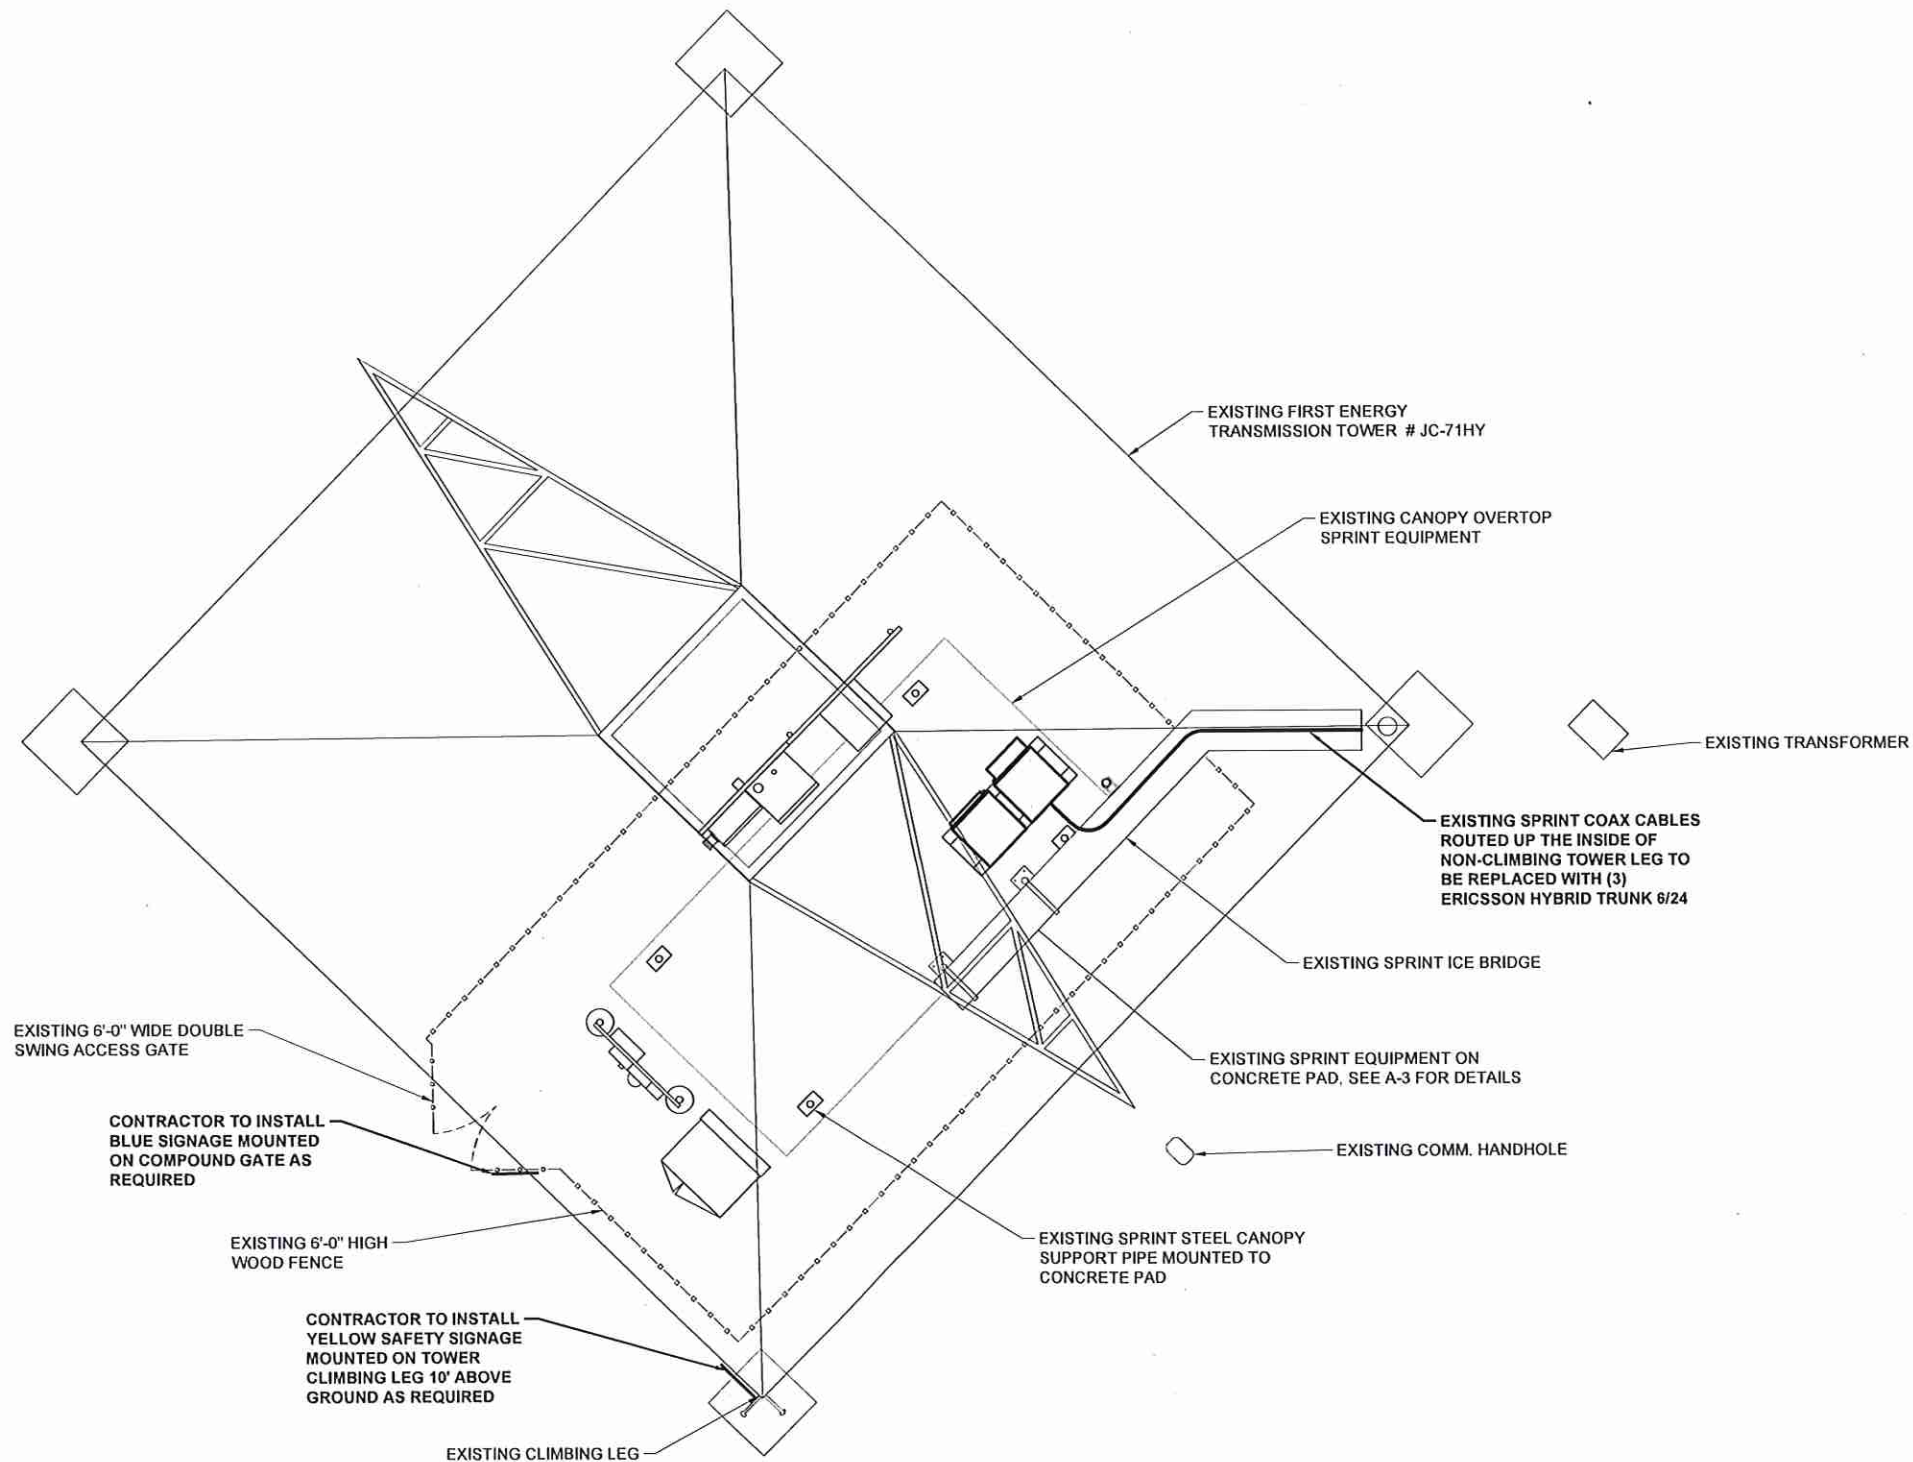 EXISTING FIRST ENERGY
TRANSMISSION TOWER # JC-71HY
EXISTING CANOPY OVERTOP
SPRINT EQUIPMENT
EXISTING TRANSFORMER
EXISTING SPRINT COAX CABLES
ROUTED UP THE INSIDE OF
NON-CLIMBING TOWER LEG TO
BE REPLACED WITH (3)
ERICSSON HYBRID TRUNK 6/24
EXISTING SPRINT ICE BRIDGE
EXISTING SPRINT EQUIPMENT ON
CONCRETE PAD, SEE A-3 FOR DETAILS
EXISTING COMM. HANDHOLE
EXISTING SPRINT STEEL CANOPY
SUPPORT PIPE MOUNTED TO
CONCRETE PAD
EXISTING 6'-0" WIDE DOUBLE
SWING ACCESS GATE
CONTRACTOR TO INSTALL
BLUE SIGNAGE MOUNTED
ON COMPOUND GATE AS
REQUIRED
EXISTING 6'-0" HIGH
WOOD FENCE
CONTRACTOR TO INSTALL
YELLOW SAFETY SIGNAGE
MOUNTED ON TOWER
CLIMBING LEG 10' ABOVE
GROUND AS REQUIRED
EXISTING CLIMBING LEG